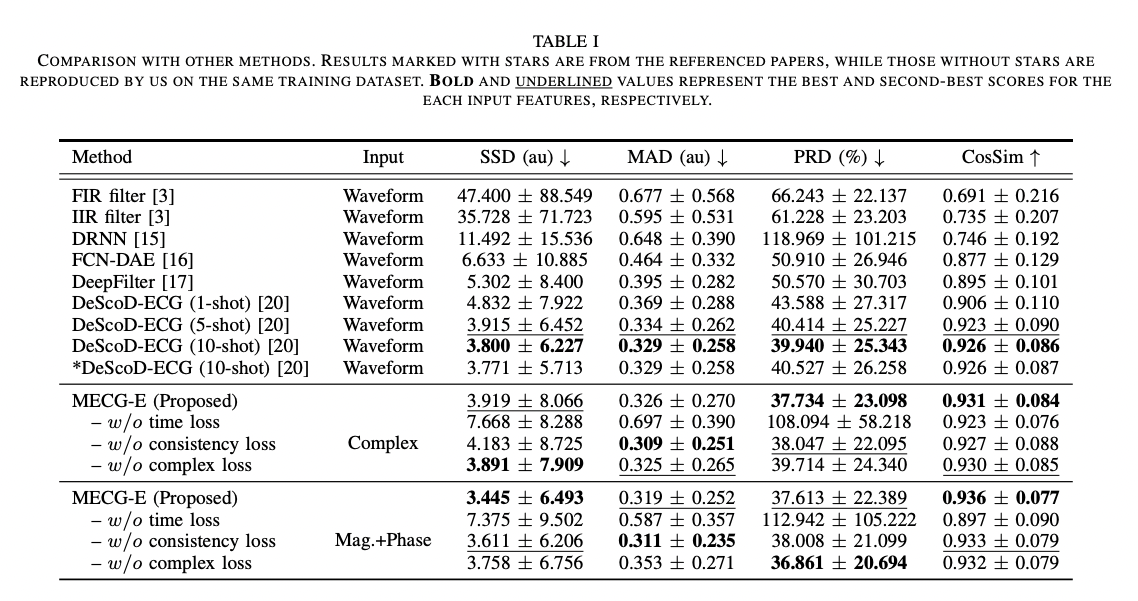 TABLE I
COMPARISON WITH OTHER METHODS. RESULTS MARKED WITH STARS ARE FROM THE REFERENCED PAPERS, WHILE THOSE WITHOUT STARS ARE
REPRODUCED BY US ON THE SAME TRAINING DATASET. BOLD AND UNDERLINED VALUES REPRESENT THE BEST AND SECOND-BEST SCORES FOR THE
EACH INPUT FEATURES, RESPECTIVELY.
Method Input SSD (au) ↓ MAD (au) ↓ PRD (%) ↓ CosSim ↑
FIR filter [3] Waveform 47.400 ± 88.549 0.677 ± 0.568 66.243 ± 22.137 0.691 ± 0.216
IIR filter [3] Waveform 35.728 ± 71.723 0.595 ± 0.531 61.228 ± 23.203 0.735 ± 0.207
DRNN [15] Waveform 11.492 ± 15.536 0.648 ± 0.390 118.969 ± 101.215 0.746 ± 0.192
FCN-DAE [16] Waveform 6.633 ± 10.885 0.464 ± 0.332 50.910 ± 26.946 0.877 ± 0.129
DeepFilter [17] Waveform 5.302 ± 8.400 0.395 ± 0.282 50.570 ± 30.703 0.895 ± 0.101
DeScoD-ECG (1-shot) [20] Waveform 4.832 ± 7.922 0.369 ± 0.288 43.588 ± 27.317 0.906 ± 0.110
DeScoD-ECG (5-shot) [20] Waveform 3.915 ± 6.452 0.334 ± 0.262 40.414 ± 25.227 0.923 ± 0.090
DeScoD-ECG (10-shot) [20] Waveform 3.800 ± 6.227 0.329 ± 0.258 39.940 ± 25.343 0.926 ± 0.086
*DeScoD-ECG (10-shot) [20] Waveform 3.771 ± 5.713 0.329 ± 0.258 40.527 ± 26.258 0.926 ± 0.087
MECG-E (Proposed) 3.919 ± 8.066 0.326 ± 0.270 37.734 ± 23.098 0.931 ± 0.084
– w/o time loss 7.668 ± 8.288 0.697 ± 0.390 108.094 ± 58.218 0.923 ± 0.076
– w/o consistency loss Complex 4.183 ± 8.725 0.309 ± 0.251 38.047 ± 22.095 0.927 ± 0.088
– w/o complex loss 3.891 ± 7.909 0.325 ± 0.265 39.714 ± 24.340 0.930 ± 0.085
MECG-E (Proposed) 3.445 ± 6.493 0.319 ± 0.252 37.613 ± 22.389 0.936 ± 0.077
– w/o time loss 7.375 ± 9.502 0.587 ± 0.357 112.942 ± 105.222 0.897 ± 0.090
– w/o consistency loss Mag.+Phase 3.611 ± 6.206 0.311 ± 0.235 38.008 ± 21.099 0.933 ± 0.079
– w/o complex loss 3.758 ± 6.756 0.353 ± 0.271 36.861 ± 20.694 0.932 ± 0.079